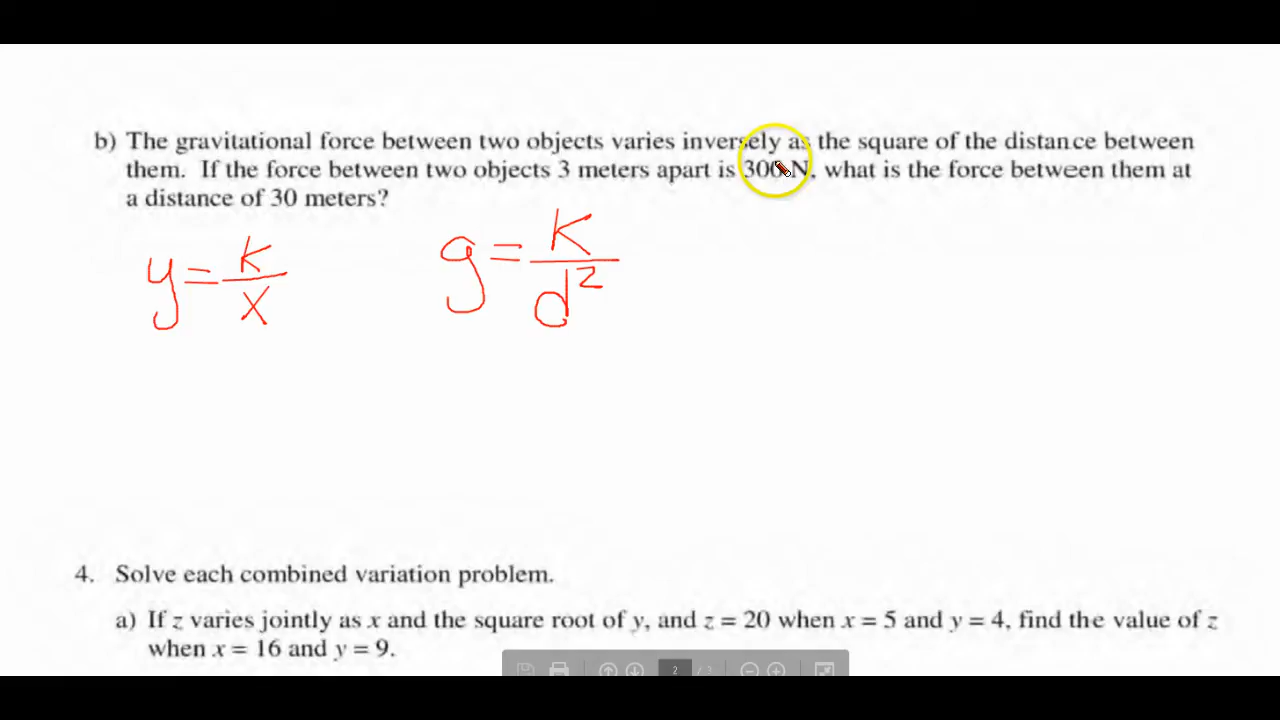 b) The gravitational force between two objects varies inversely as the square of the distance between
them. If the force between two objects 3 meters apart is 300 N, what is the force between them at
a distance of 30 meters?
y = k/x
g = k/d²
4. Solve each combined variation problem.
a) If z varies jointly as x and the square root of y, and z = 20 when x = 5 and y = 4, find the value of z
when x = 16 and y = 9.
2